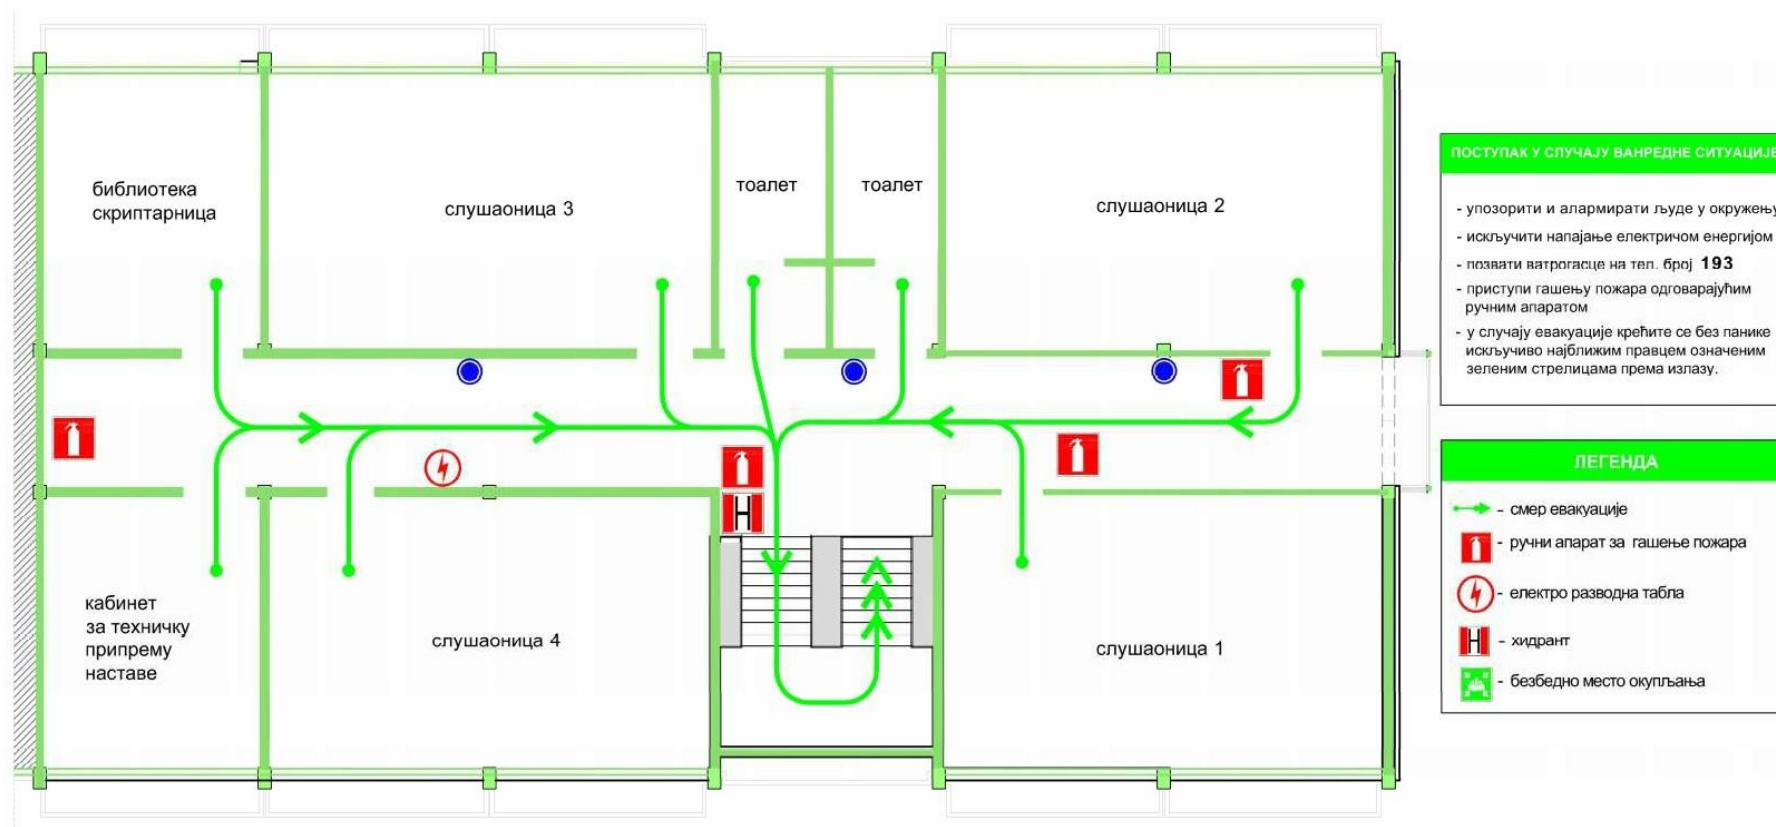 библиотека
скриптарница
слушаоница 3
тоалет
тоалет
слушаоница 2
кабинет
за техничку
припрему
наставе
слушаоница 4
слушаоница 1
H
ПОСТУПАК У СЛУЧАЈУ ВАНРЕДНЕ СИТУАЦИЈЕ
- упозорити и алармирати људе у окружењу
- искључити напајање електричом енергијом
- позвати ватрогасце на тел. број 193
- приступи гашењу пожара одговарајућим
ручним апаратом
- у случају евакуације крећите се без панике
искључиво најближим правцем означеним
зеленим стрелицама према излазу.
ЛЕГЕНДА
- смер евакуације
- ручни апарат за гашење пожара
- електро разводна табла
H - хидрант
- безбедно место окупљања